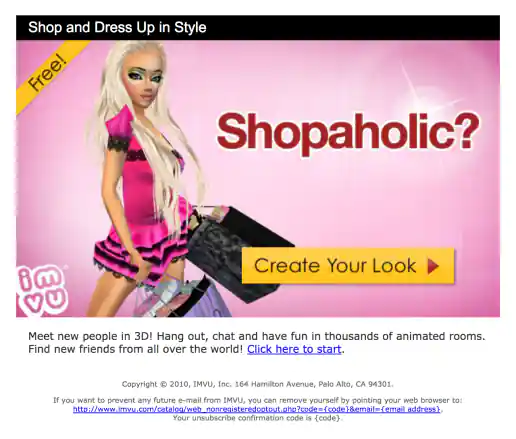 Shop and Dress Up in Style
Free!
Shopaholic?
Create Your Look
imvu
Meet new people in 3D! Hang out, chat and have fun in thousands of animated rooms.
Find new friends from all over the world! Click here to start.
Copyright © 2010, IMVU, Inc. 164 Hamilton Avenue, Palo Alto, CA 94301.
If you want to prevent any future e-mail from IMVU, you can remove yourself by pointing your web browser to:
http://www.imvu.com/catalog/web_nonregisteredoptout.php?code={code}&email={email address}.
Your unsubscribe confirmation code is {code}.